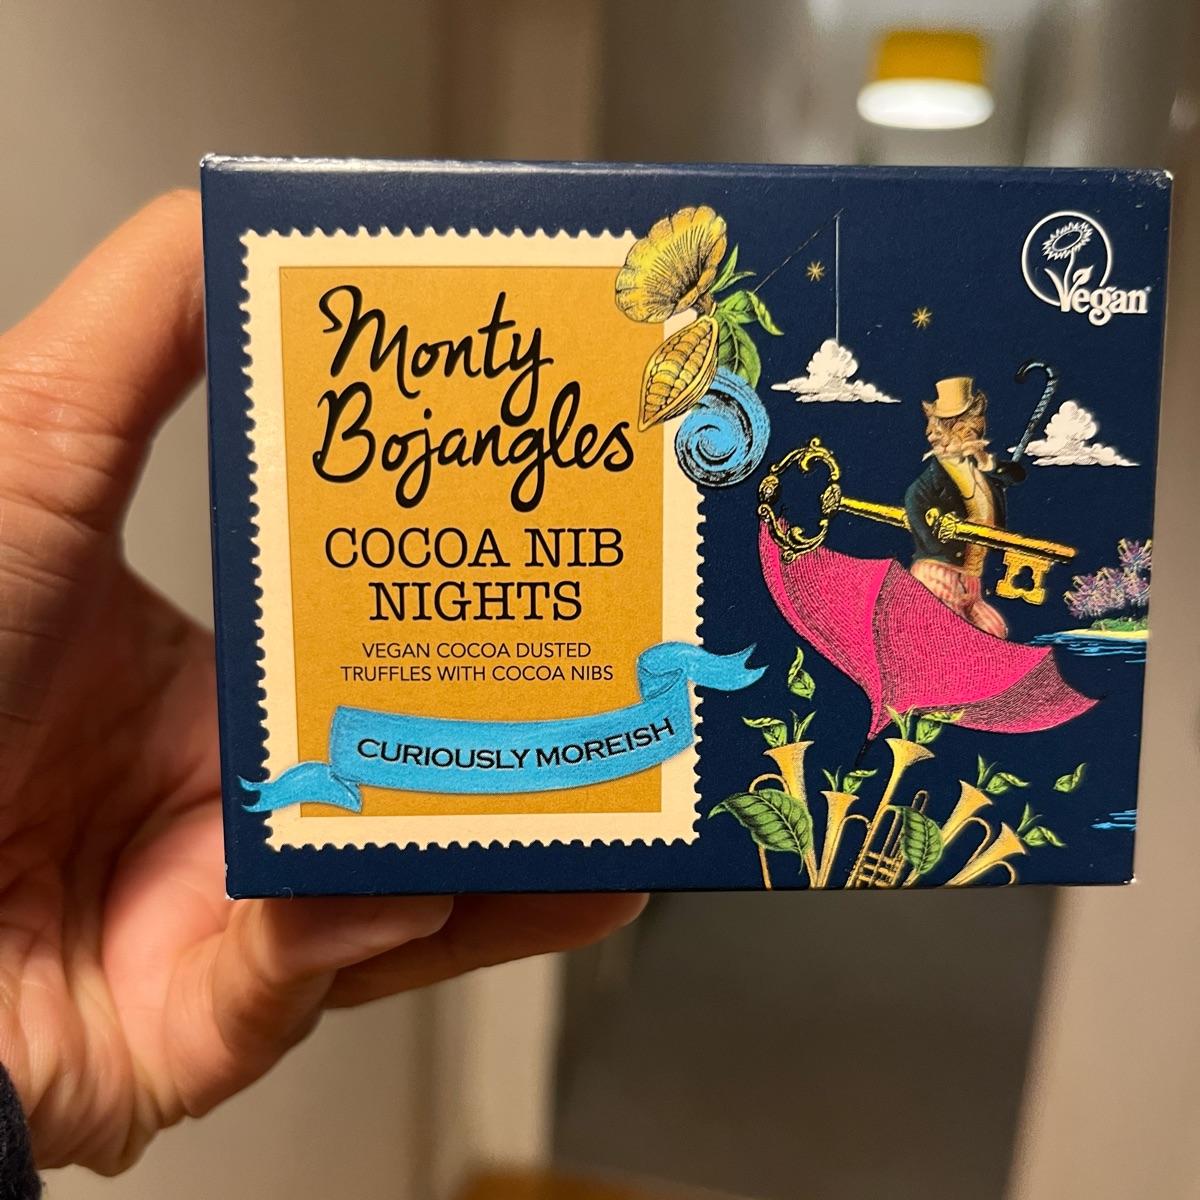 Monty
Bojangles
COCOA NIB
NIGHTS
VEGAN COCOA DUSTED
TRUFFLES WITH COCOA NIBS
CURIOUSLY MOREISH
Vegan